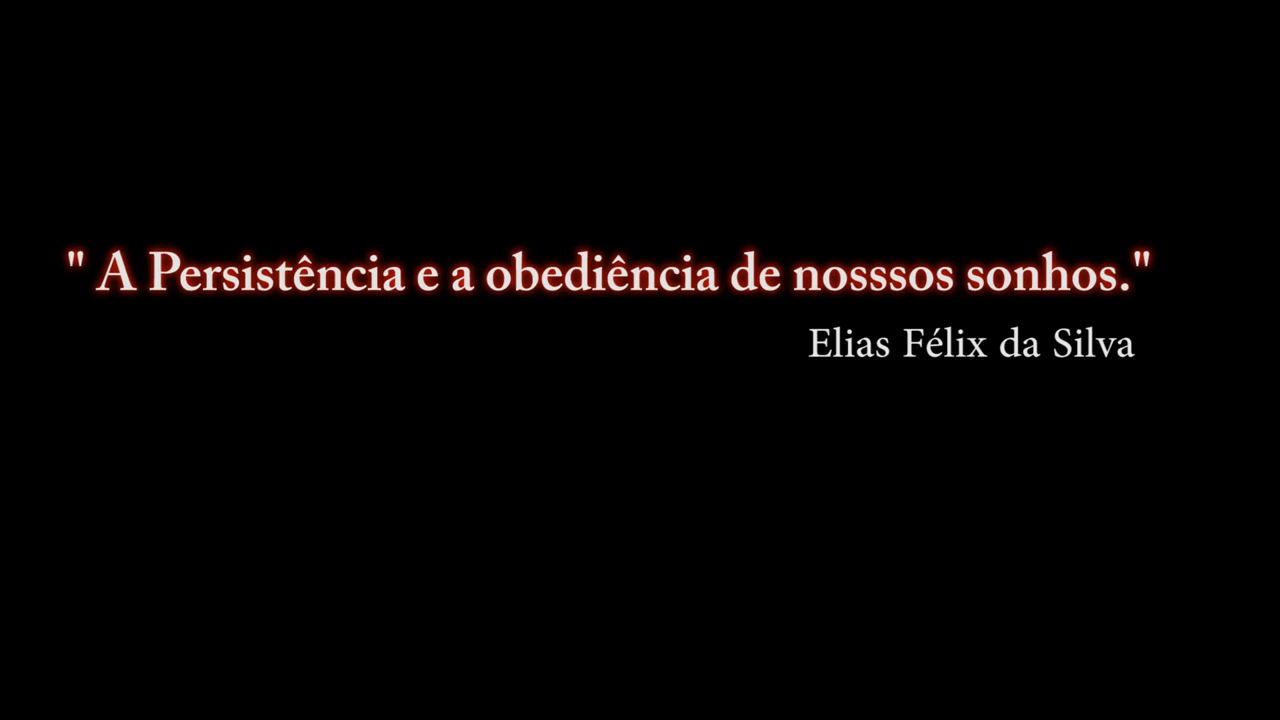 " A Persistência e a obediência de nosssos sonhos."
Elias Félix da Silva